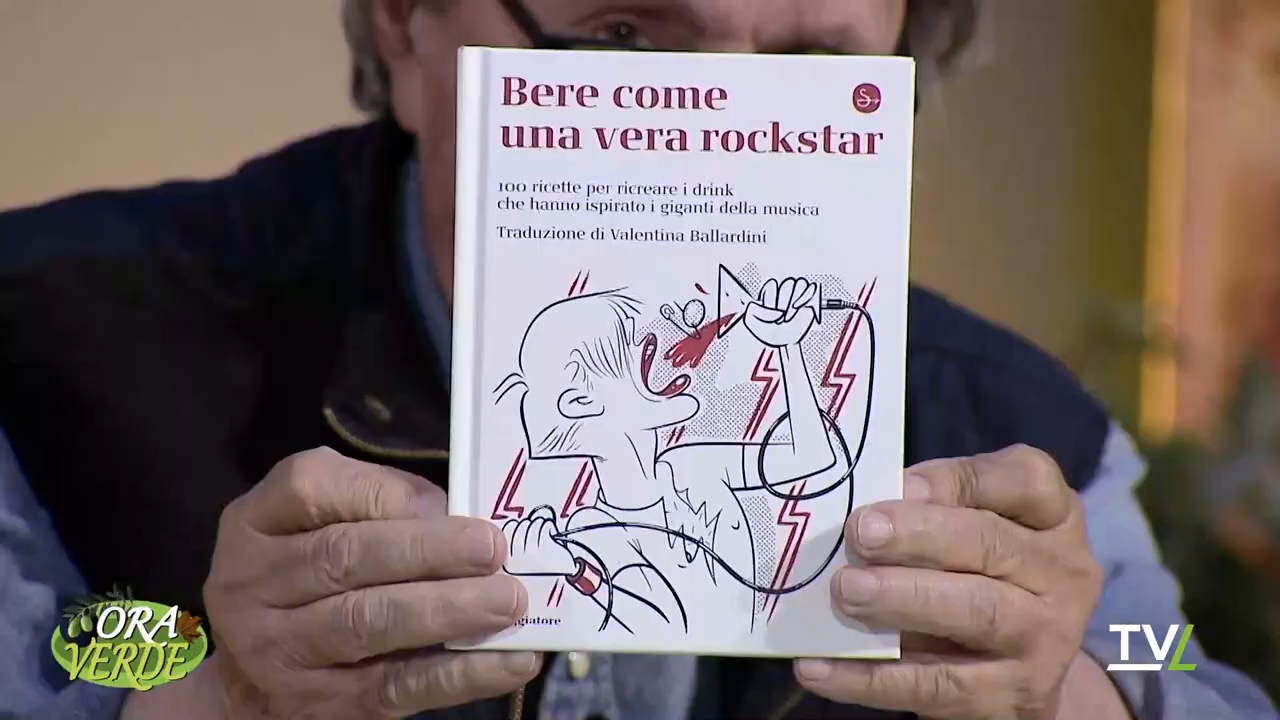 Bere come
una vera rockstar
100 ricette per ricreare i drink
che hanno ispirato i giganti della musica
Traduzione di Valentina Ballardini
ORA
VERDE
TVL